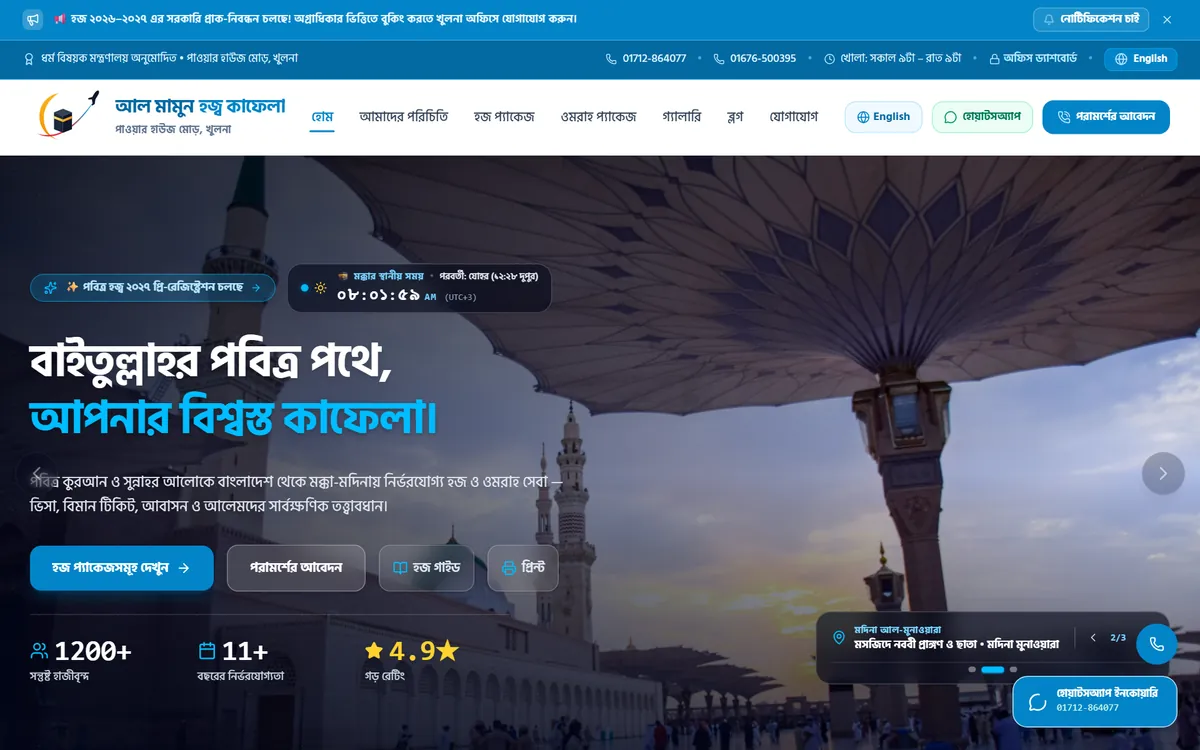 📢 হজ ২০২৬–২০২৭ এর সরকারি প্রাক-নিবন্ধন চলছে! অগ্রাধিকার ভিত্তিতে বুকিং করতে খুলনা অফিসে যোগাযোগ করুন।
নোটিফিকেশন চাই
ধর্ম বিষয়ক মন্ত্রণালয় অনুমোদিত • পাওয়ার হাউজ মোড়, খুলনা
01712-864077 • 01676-500395 • খোলা: সকাল ৯টা – রাত ৯টা • অফিস ড্যাশবোর্ড • English
আল মামুন হজ্ব কাফেলা
পাওয়ার হাউজ মোড়, খুলনা
হোম আমাদের পরিচিতি হজ প্যাকেজ ওমরাহ প্যাকেজ গ্যালারি ব্লগ যোগাযোগ
English
হোয়াটসঅ্যাপ
পরামর্শের আবেদন
✨ পবিত্র হজ্ব ২০২৭ প্রি-রেজিস্ট্রেশন চলছে →
🕋 মক্কার স্থানীয় সময় • পরবর্তী: যোহর (১২:২৮ দুপুর)
০৮:০১:৫৯ AM (UTC+3)
বাইতুল্লাহর পবিত্র পথে,
আপনার বিশ্বস্ত কাফেলা।
পবিত্র কুরআন ও সুন্নাহর আলোকে বাংলাদেশ থেকে মক্কা-মদিনায় নির্ভরযোগ্য হজ ও ওমরাহ সেবা —
ভিসা, বিমান টিকিট, আবাসন ও আলেমদের সার্বক্ষণিক তত্ত্বাবধান।
হজ প্যাকেজসমূহ দেখুন →
পরামর্শের আবেদন
হজ গাইড
প্রিন্ট
1200+
সন্তুষ্ট হাজীবৃন্দ
11+
বছরের নির্ভরযোগ্যতা
4.9★
গড় রেটিং
মদিনা আল-মুনাওয়ারা
মসজিদে নববী প্রাঙ্গণ ও ছাতা • মদিনা মুনাওয়ারা
2/3
হোয়াটসঅ্যাপ ইনকোয়ারি
01712-864077